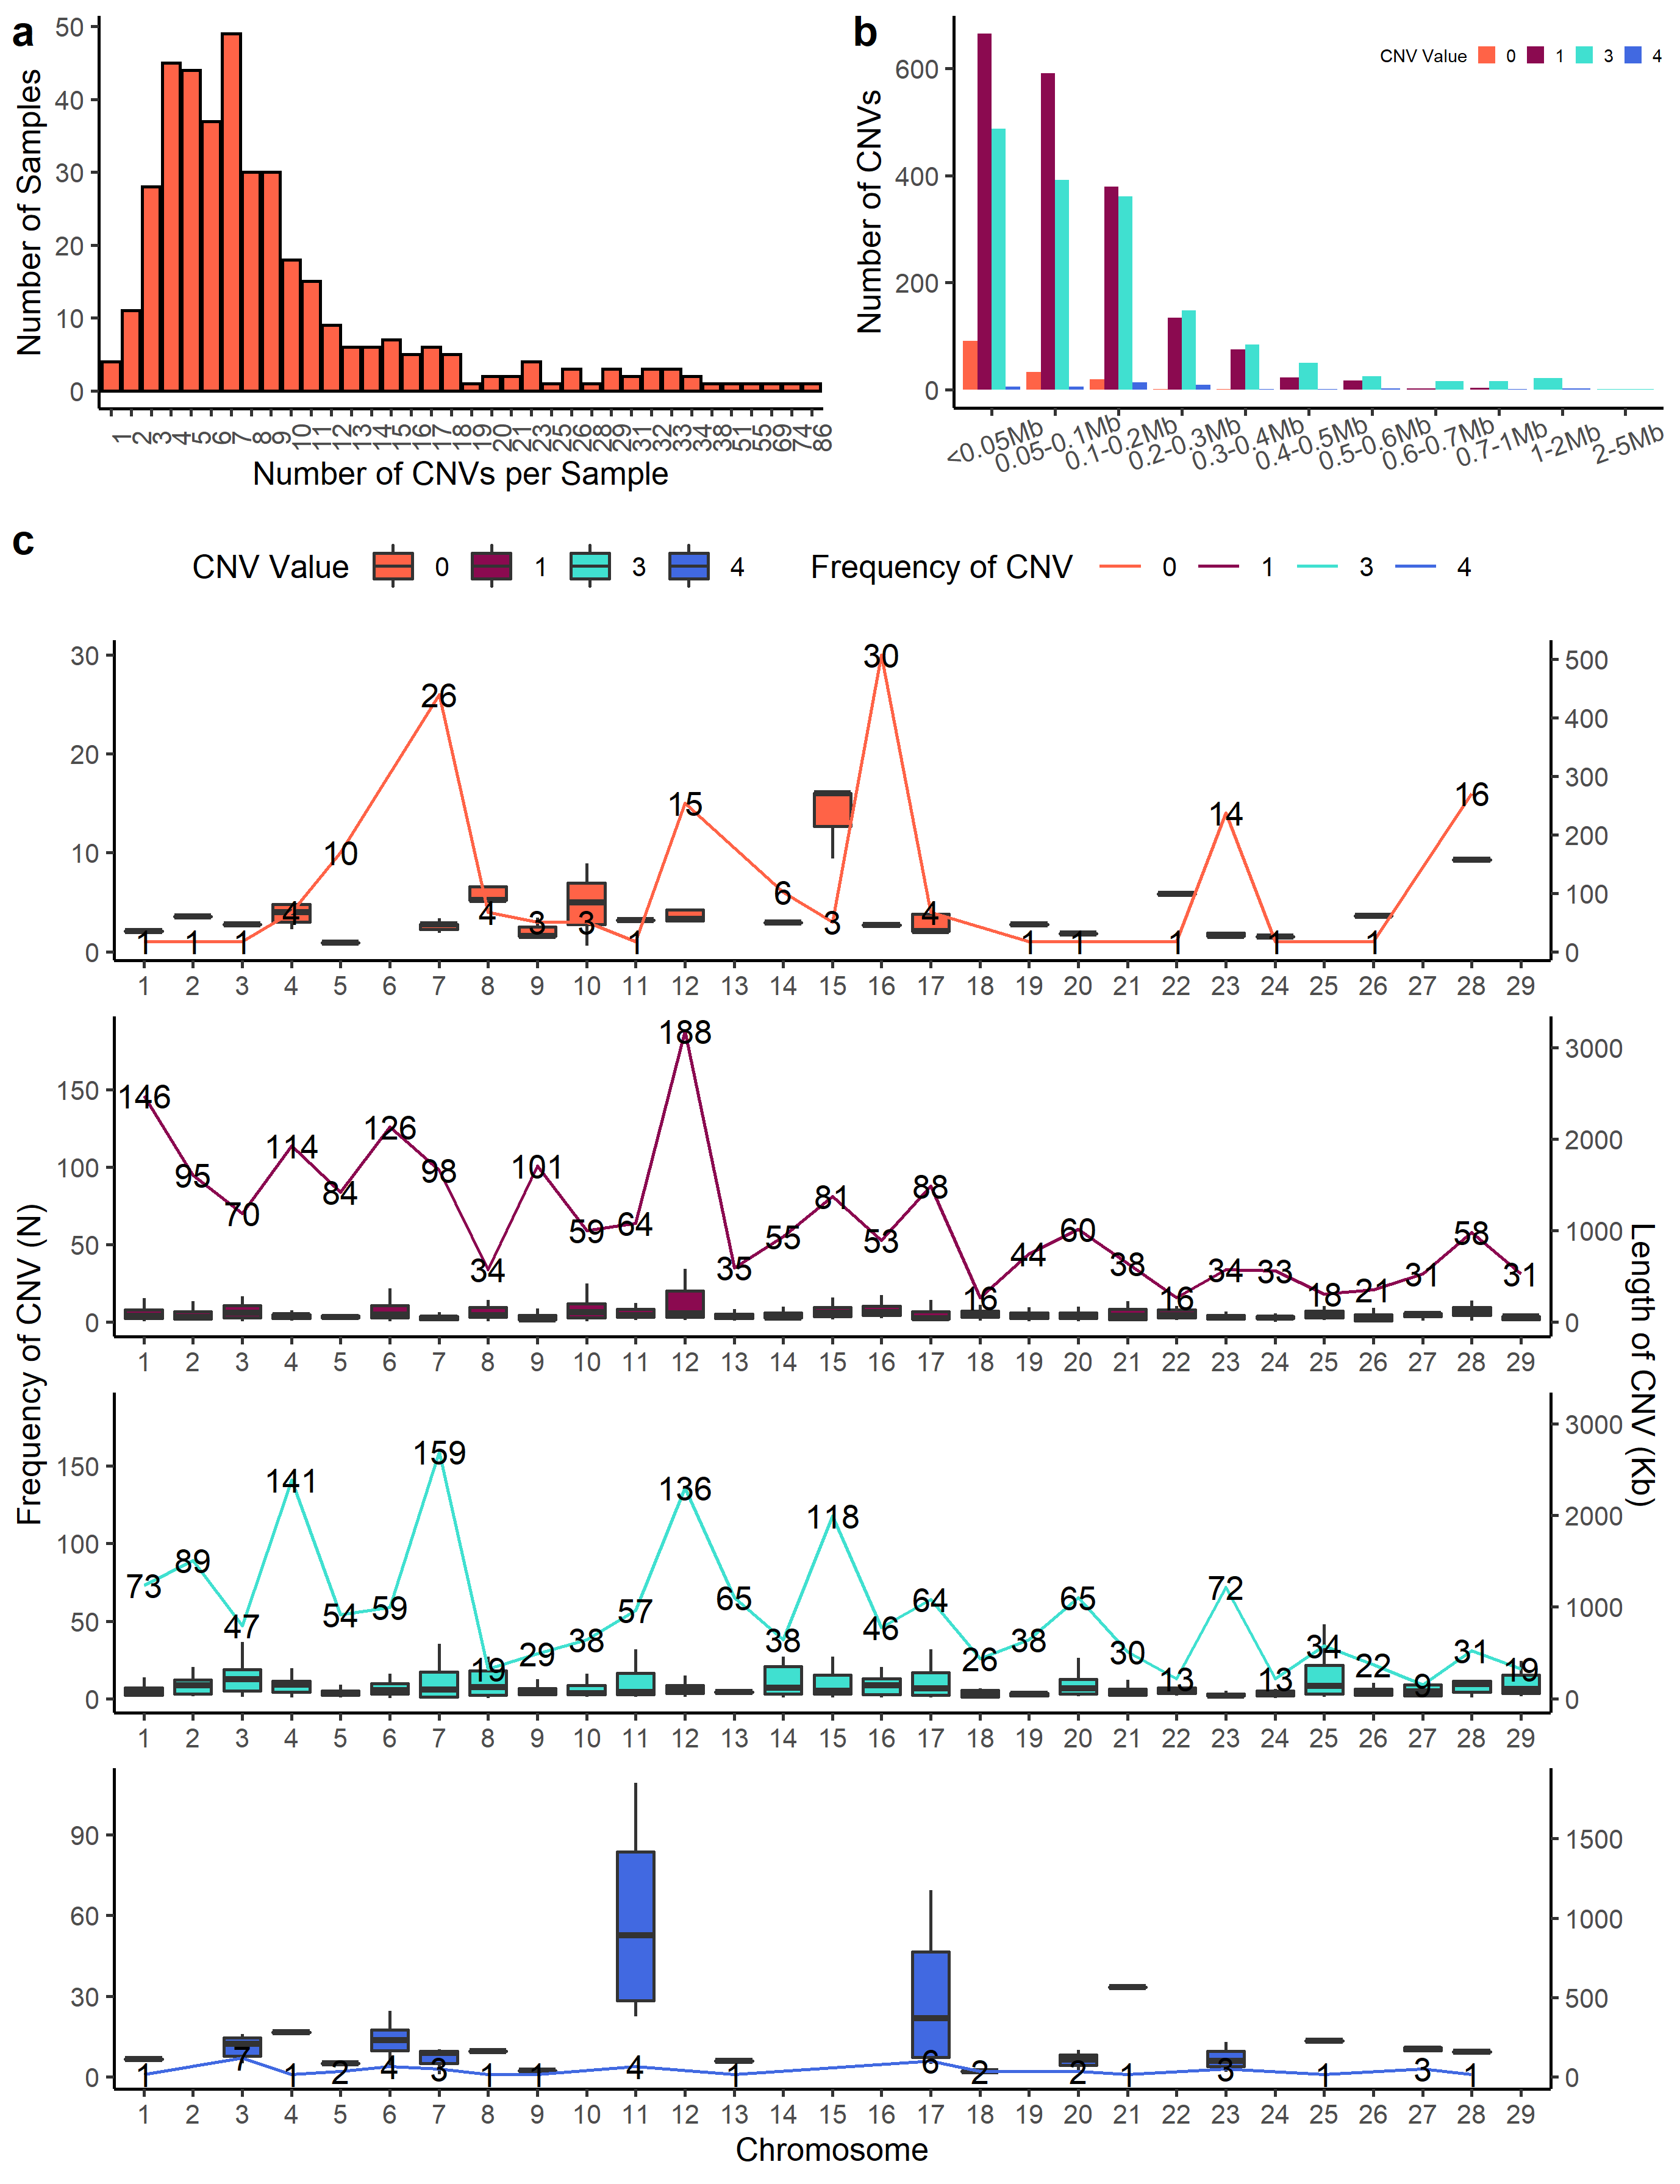 a
50
40
30
20
10
0
Number of Samples
1 2 3 4 5 6 7 8 9 10 11 12 13 14 15 16 17 18 19 20 21 23 25 26 28 29 31 32 33 34 38 51 55 69 74 86
Number of CNVs per Sample
b
CNV Value 0 1 3 4
600
400
200
0
Number of CNVs
<0.05Mb 0.05-0.1Mb 0.1-0.2Mb 0.2-0.3Mb 0.3-0.4Mb 0.4-0.5Mb 0.5-0.6Mb 0.6-0.7Mb 0.7-1Mb 1-2Mb 2-5Mb
c
CNV Value 0 1 3 4 Frequency of CNV 0 1 3 4
Frequency of CNV (N)
Length of CNV (Kb)
30
20
10
0
1 1 1 4 10 26 4 3 3 1 15 6 3 30 4 1 1 1 14 1 1 16
500
400
300
200
100
0
1 2 3 4 5 6 7 8 9 10 11 12 13 14 15 16 17 18 19 20 21 22 23 24 25 26 27 28 29
150
100
50
0
146 95 70 114 84 126 98 34 101 59 64 188 35 55 81 53 88 16 44 60 38 16 34 33 18 21 31 58 31
3000
2000
1000
0
1 2 3 4 5 6 7 8 9 10 11 12 13 14 15 16 17 18 19 20 21 22 23 24 25 26 27 28 29
150
100
50
0
73 89 47 141 54 59 159 19 29 38 57 136 65 38 118 46 64 26 38 65 30 13 72 13 34 22 9 31 19
3000
2000
1000
0
1 2 3 4 5 6 7 8 9 10 11 12 13 14 15 16 17 18 19 20 21 22 23 24 25 26 27 28 29
90
60
30
0
1 7 1 2 4 3 1 1 4 1 6 2 2 1 3 1 3 1
1500
1000
500
0
1 2 3 4 5 6 7 8 9 10 11 12 13 14 15 16 17 18 19 20 21 22 23 24 25 26 27 28 29
Chromosome